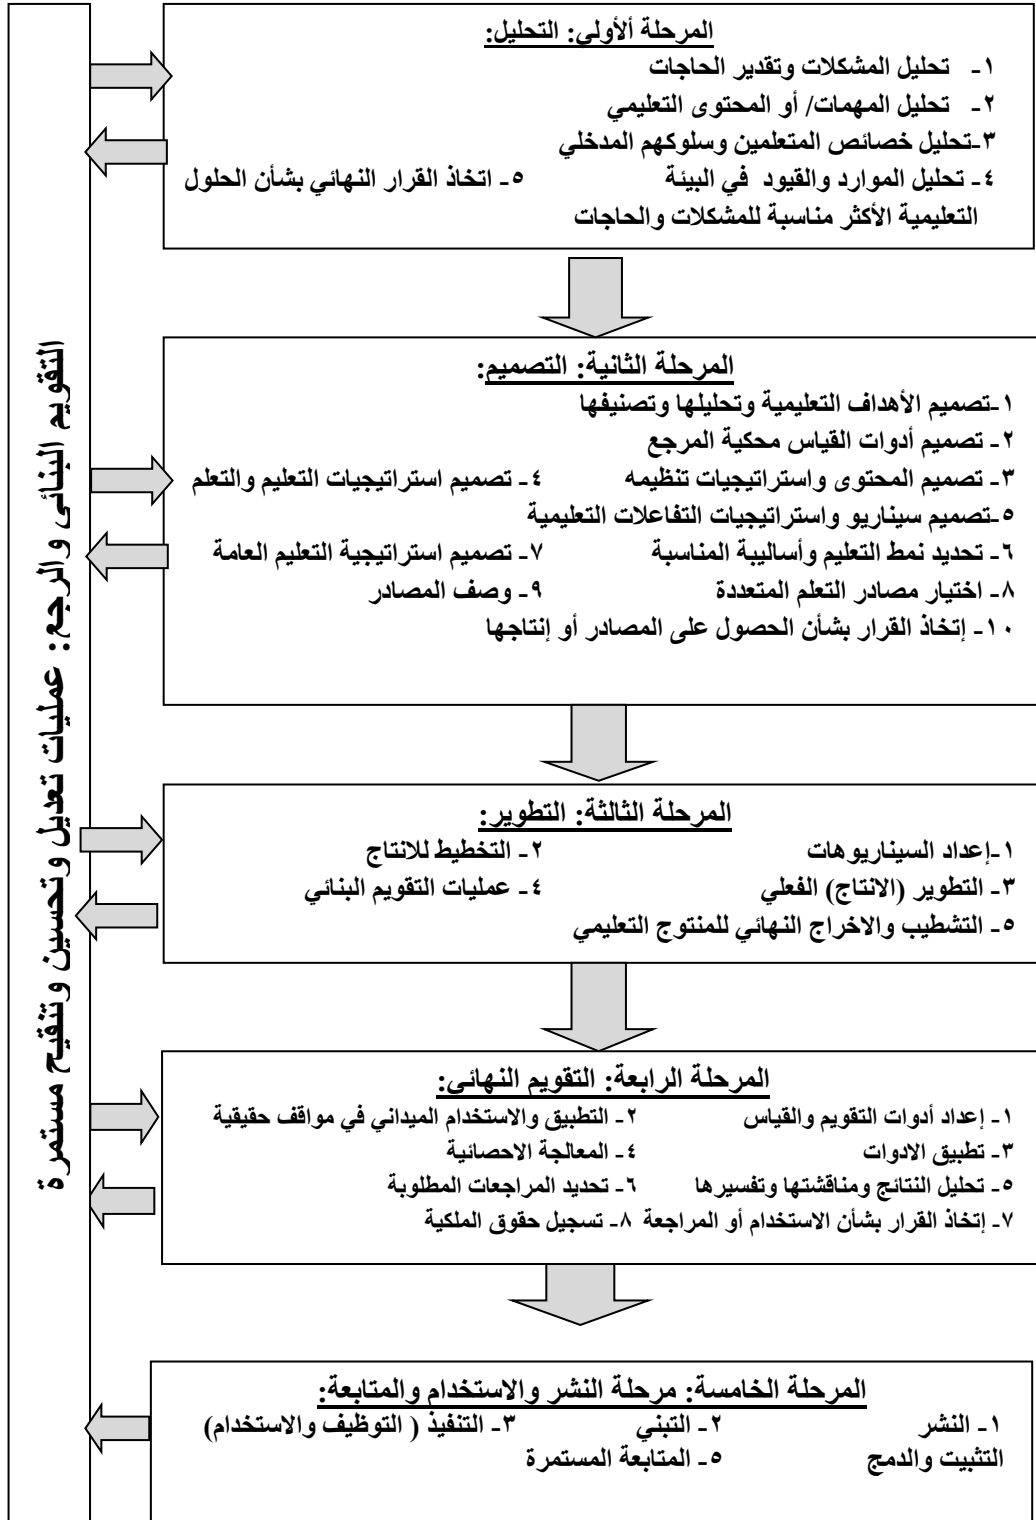 المرحلة ألأولي: التحليل:
١- تحليل المشكلات وتقدير الحاجات
٢- تحليل المهمات/ أو المحتوى التعليمي
٣-تحليل خصائص المتعلمين وسلوكهم المدخلي
٤- تحليل الموارد والقيود في البيئة ٥- اتخاذ القرار النهائي بشأن الحلول
التعليمية الأكثر مناسبة للمشكلات والحاجات
المرحلة الثانية: التصميم:
١-تصميم الأهداف التعليمية وتحليلها وتصنيفها
٢- تصميم أدوات القياس محكية المرجع
٣- تصميم المحتوى واستراتيجيات تنظيمه ٤- تصميم استراتيجيات التعليم والتعلم
٥-تصميم سيناريو واستراتيجيات التفاعلات التعليمية
٦- تحديد نمط التعليم وأساليبة المناسبة ٧- تصميم استراتيجية التعليم العامة
٨- اختيار مصادر التعلم المتعددة ٩- وصف المصادر
١٠- إتخاذ القرار بشأن الحصول على المصادر أو إنتاجها
المرحلة الثالثة: التطوير:
١-إعداد السيناريوهات ٢- التخطيط للانتاج
٣- التطوير (الانتاج) الفعلي ٤- عمليات التقويم البنائي
٥- التشطيب والاخراج النهائي للمنتوج التعليمي
المرحلة الرابعة: التقويم النهائي:
١- إعداد أدوات التقويم والقياس ٢- التطبيق والاستخدام الميداني في مواقف حقيقية
٣- تطبيق الادوات ٤- المعالجة الاحصائية
٥- تحليل النتائج ومناقشتها وتفسيرها ٦- تحديد المراجعات المطلوبة
٧- إتخاذ القرار بشأن الاستخدام أو المراجعة ٨- تسجيل حقوق الملكية
المرحلة الخامسة: مرحلة النشر والاستخدام والمتابعة:
١- النشر ٢- التبني ٣- التنفيذ ( التوظيف والاستخدام)
التثبيت والدمج ٥- المتابعة المستمرة
التقويم البنائى والرجع: عمليات تعديل وتحسين وتنقيح مستمرة